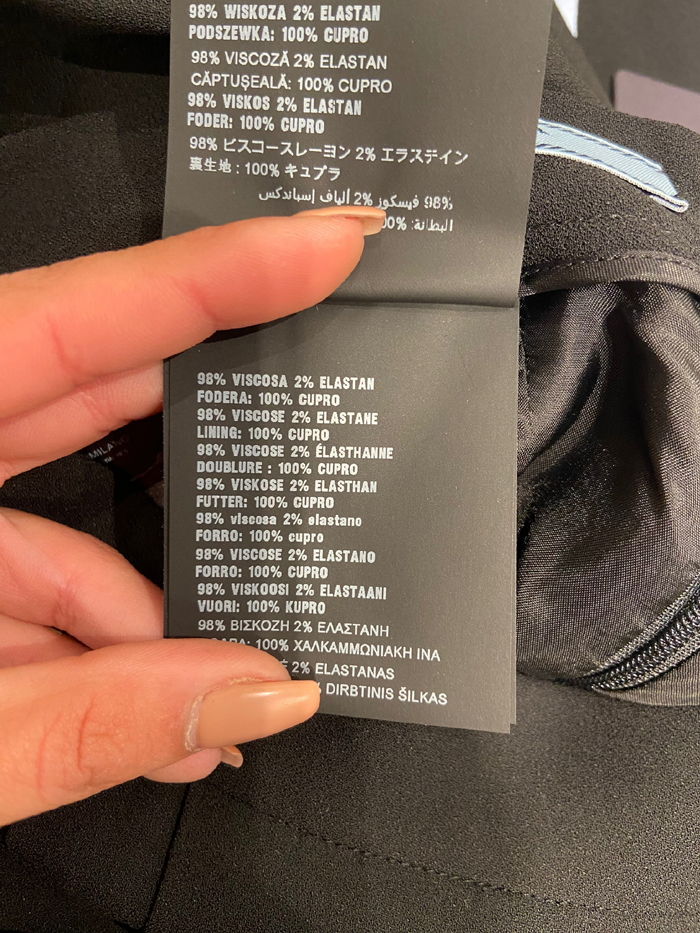 98% WISKOZA 2% ELASTAN
PODSZEWKA: 100% CUPRO
98% VISCOZĂ 2% ELASTAN
CĂPTUȘEALĂ: 100% CUPRO
98% VISKOS 2% ELASTAN
FODER: 100% CUPRO
98% ビスコースレーヨン 2% エラステイン
裏生地 : 100% キュプラ
98% فيسكوز 2% ألياف إسباندكس
البطانة: %00
98% VISCOSA 2% ELASTAN
FODERA: 100% CUPRO
98% VISCOSE 2% ELASTANE
LINING: 100% CUPRO
98% VISCOSE 2% ÉLASTHANNE
DOUBLURE : 100% CUPRO
98% VISKOSE 2% ELASTHAN
FUTTER: 100% CUPRO
98% viscosa 2% elastano
FORRO: 100% cupro
98% VISCOSE 2% ELASTANO
FORRO: 100% CUPRO
98% VISKOOSI 2% ELASTAANI
VUORI: 100% KUPRO
98% ΒΙΣΚΟΖΗ 2% ΕΛΑΣΤΑΝΗ
100% ΧΑΛΚΑΜΜΩΝΙΑΚΗ ΙΝΑ
2% ELASTANAS
DIRBTINIS ŠILKAS
MILA